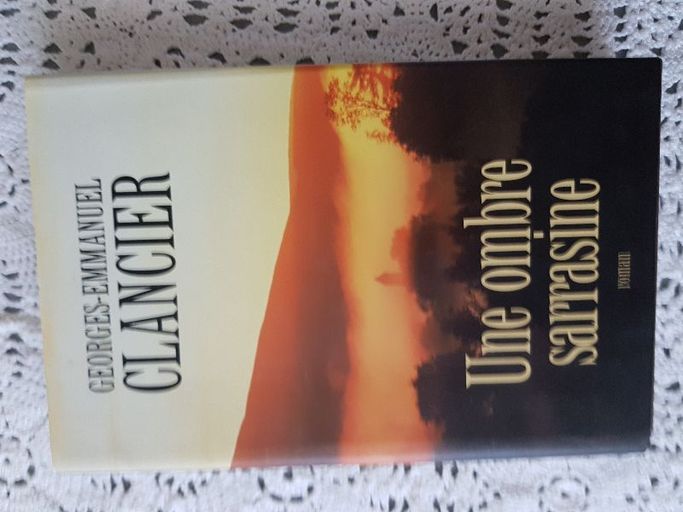 GEORGES-EMMANUEL
CLANCIER
Une ombre
sarrasine
roman